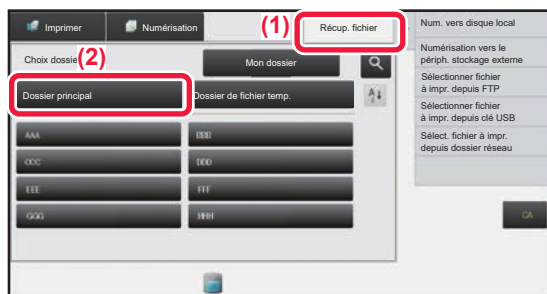 Imprimer
Numérisation
(1)
Récup. fichier
Choix dossier
(2)
Mon dossier
Dossier principal
Dossier de fichier temp.
AAA
BBB
CCC
DDD
EEE
FFF
GGG
HHH
Num. vers disque local
Numérisation vers le
périph. stockage externe
Sélectionner fichier
à impr. depuis FTP
Sélectionner fichier
à impr. depuis clé USB
Sélect. fichier à impr.
depuis dossier réseau
CA